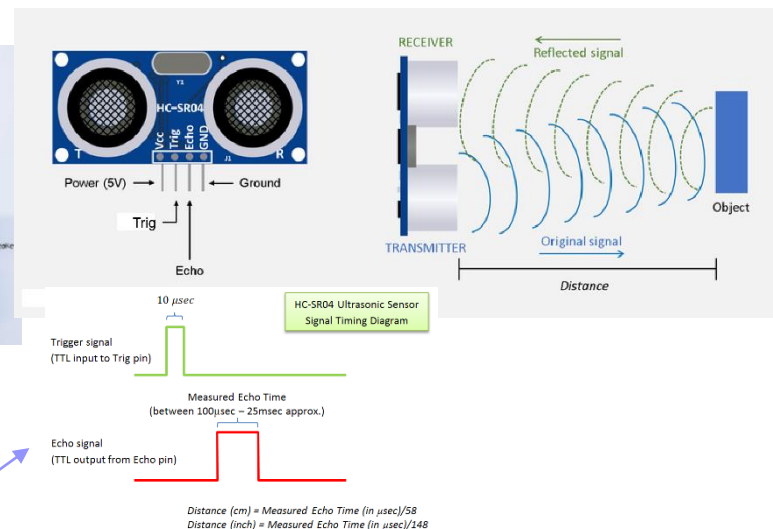 HC-SR04
Y1
Vcc
Trig
Echo
GND
T
J1
R
Power (5V)
Ground
Trig
Echo
RECEIVER
Reflected signal
Object
TRANSMITTER
Original signal
Distance
10 μsec
HC-SR04 Ultrasonic Sensor
Signal Timing Diagram
Trigger signal
(TTL input to Trig pin)
Measured Echo Time
(between 100μsec – 25msec approx.)
Echo signal
(TTL output from Echo pin)
Distance (cm) = Measured Echo Time (in μsec)/58
Distance (inch) = Measured Echo Time (in μsec)/148